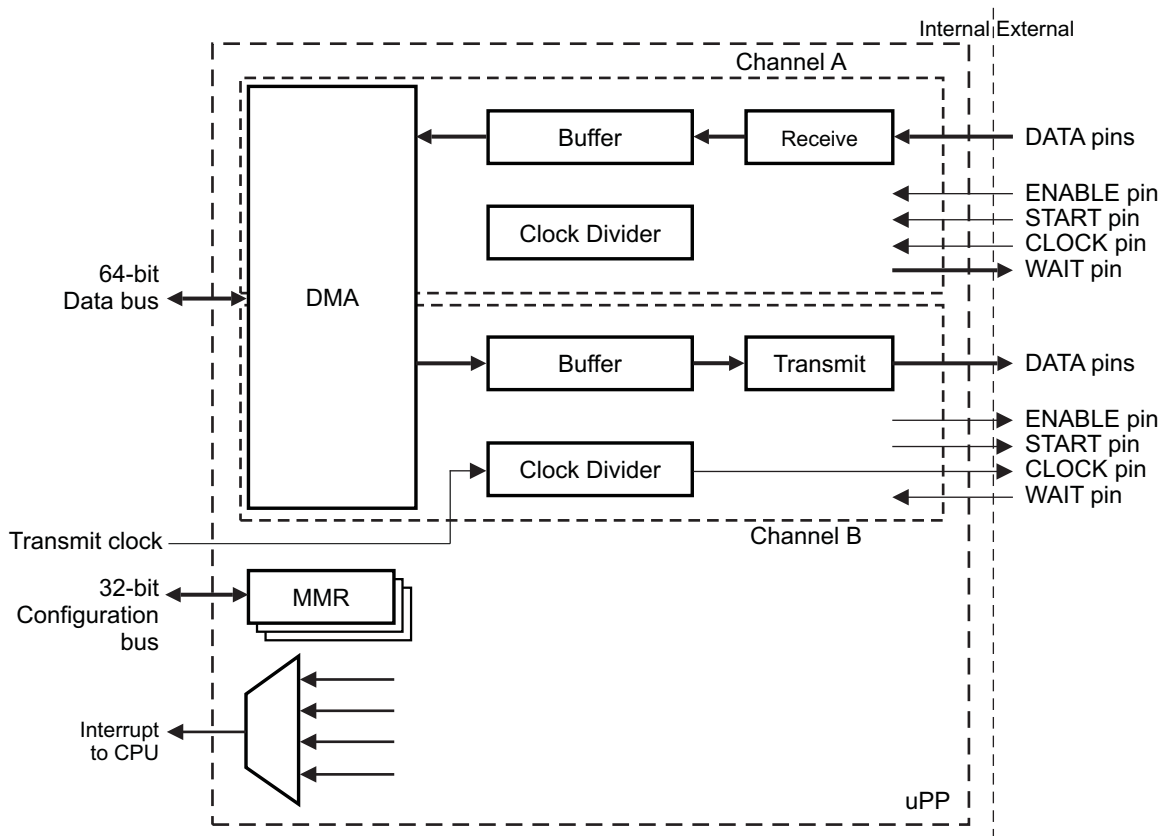 Internal External
Channel A
Buffer
Receive
DATA pins
ENABLE pin
START pin
Clock Divider
CLOCK pin
WAIT pin
64-bit
Data bus
DMA
Buffer
Transmit
DATA pins
ENABLE pin
START pin
Clock Divider
CLOCK pin
WAIT pin
Channel B
Transmit clock
32-bit
Configuration
bus
MMR
Interrupt
to CPU
uPP